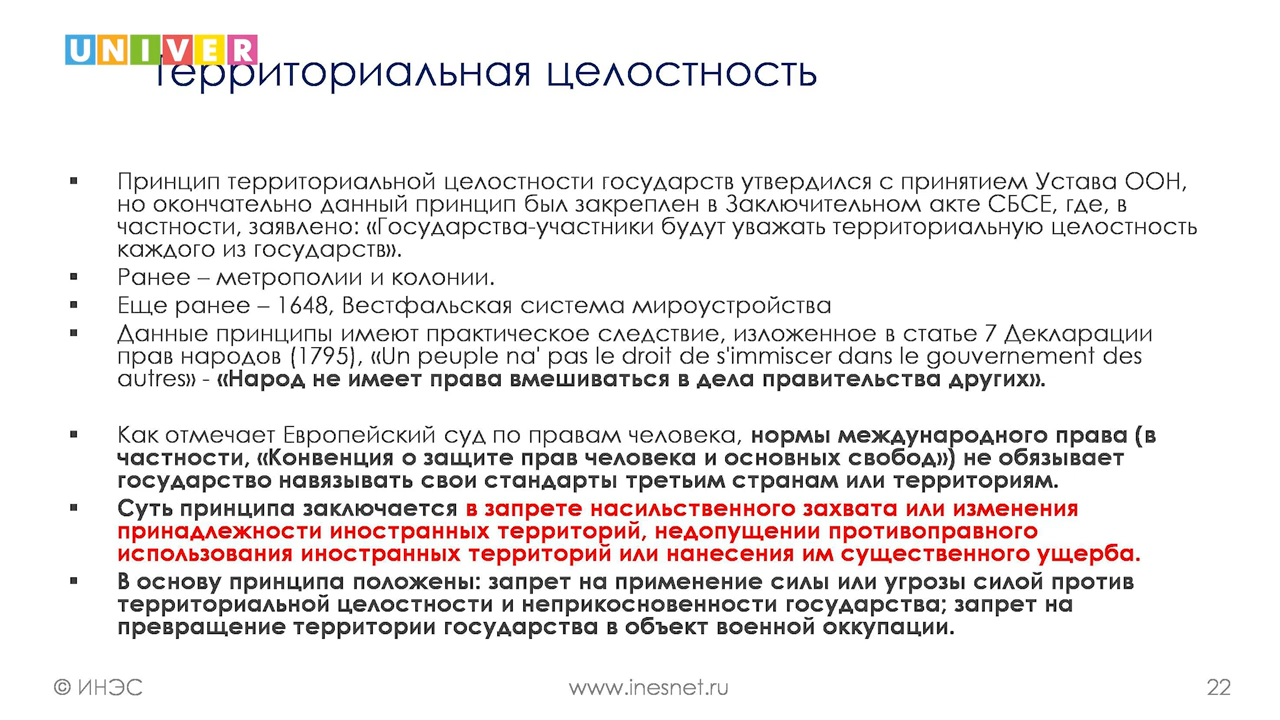 UNIVER
Территориальная целостность
▪ Принцип территориальной целостности государств утвердился с принятием Устава ООН,
но окончательно данный принцип был закреплен в Заключительном акте СБСЕ, где, в
частности, заявлено: «Государства-участники будут уважать территориальную целостность
каждого из государств».
▪ Ранее – метрополии и колонии.
▪ Еще ранее – 1648, Вестфальская система мироустройства
▪ Данные принципы имеют практическое следствие, изложенное в статье 7 Декларации
прав народов (1795), «Un peuple na' pas le droit de s'immiscer dans le gouvernement des
autres» - «Народ не имеет права вмешиваться в дела правительства других».
▪ Как отмечает Европейский суд по правам человека, нормы международного права (в
частности, «Конвенция о защите прав человека и основных свобод») не обязывает
государство навязывать свои стандарты третьим странам или территориям.
▪ Суть принципа заключается в запрете насильственного захвата или изменения
принадлежности иностранных территорий, недопущении противоправного
использования иностранных территорий или нанесения им существенного ущерба.
▪ В основу принципа положены: запрет на применение силы или угрозы силой против
территориальной целостности и неприкосновенности государства; запрет на
превращение территории государства в объект военной оккупации.
© ИНЭС
www.inesnet.ru
22